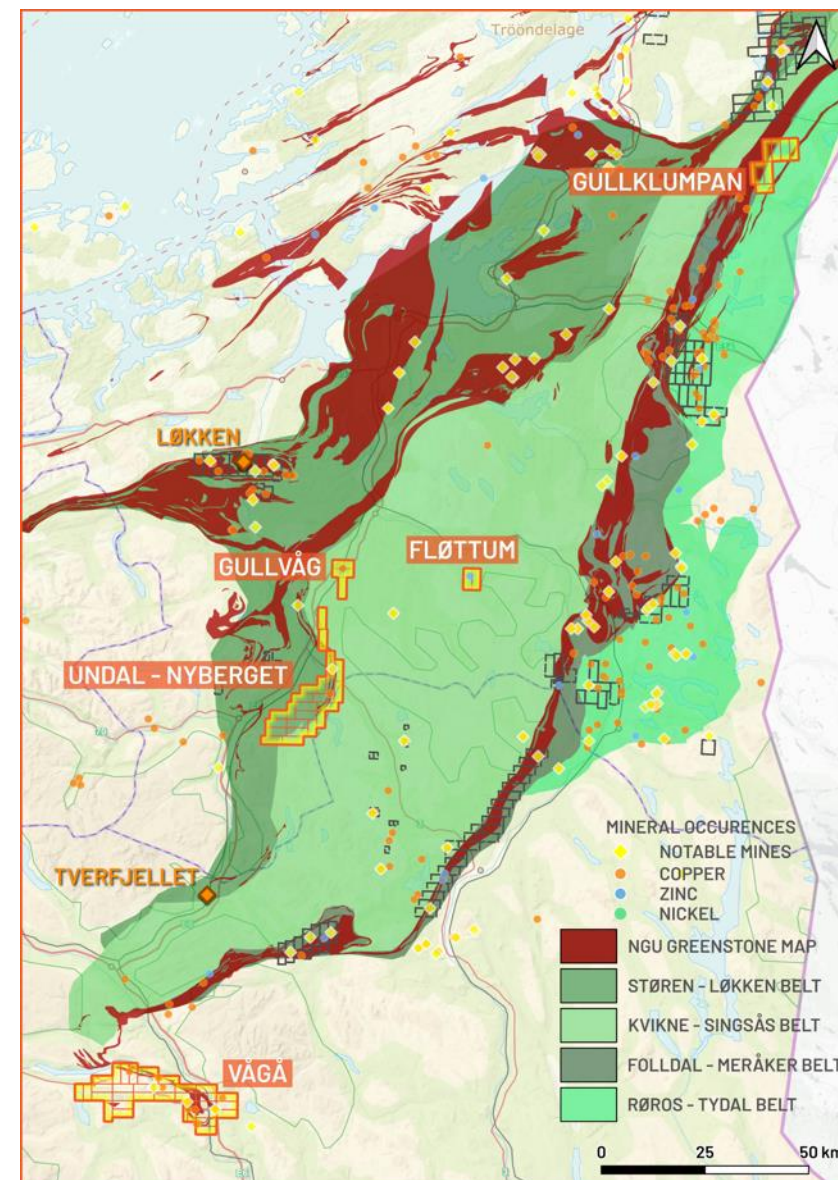 Trööndelage
GULLKLUMPAN
LØKKEN
GULLVÅG
FLØTTUM
UNDAL - NYBERGET
TVERFJELLET
VÅGÅ
MINERAL OCCURENCES
NOTABLE MINES
COPPER
ZINC
NICKEL
NGU GREENSTONE MAP
STØREN - LØKKEN BELT
KVIKNE - SINGSÅS BELT
FOLLDAL - MERÅKER BELT
RØROS - TYDAL BELT
0 25 50 km